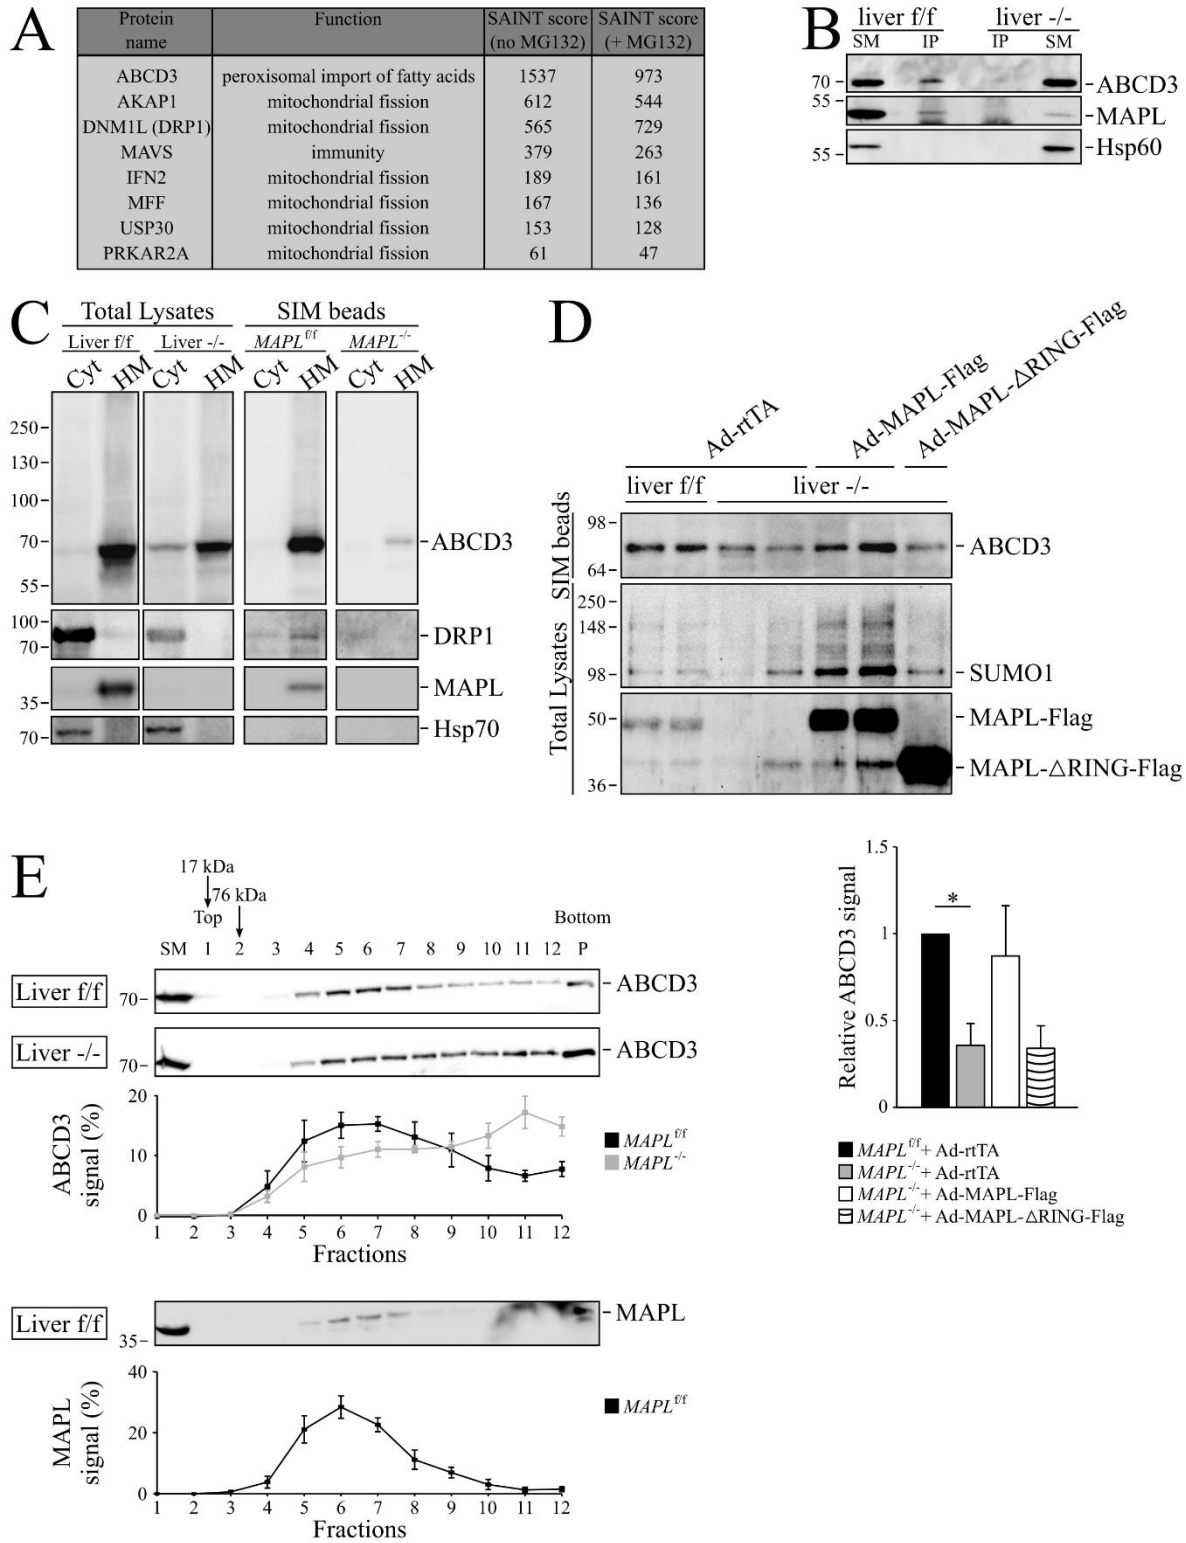 A
Protein name Function SAINT score (no MG132) SAINT score (+ MG132)
ABCD3 peroxisomal import of fatty acids 1537 973
AKAP1 mitochondrial fission 612 544
DNM1L (DRP1) mitochondrial fission 565 729
MAVS immunity 379 263
IFN2 mitochondrial fission 189 161
MFF mitochondrial fission 167 136
USP30 mitochondrial fission 153 128
PRKAR2A mitochondrial fission 61 47
B
liver f/f liver -/-
SM IP IP SM
70 ABCD3
55 MAPL
55 Hsp60
C
Total Lysates SIM beads
Liver f/f Liver -/- MAPL f/f MAPL -/-
Cyt HM Cyt HM Cyt HM Cyt HM
250
130
100
70 ABCD3
55
100
70 DRP1
35 MAPL
70 Hsp70
D
Ad-rtTA Ad-MAPL-Flag Ad-MAPL-△RING-Flag
liver f/f liver -/-
SIM beads
98
64
ABCD3
Total Lysates
250
148
98
SUMO1
50 MAPL-Flag
36 MAPL-△RING-Flag
1.5
1
0.5
0
Relative ABCD3 signal
*
MAPL f/f + Ad-rtTA
MAPL -/- + Ad-rtTA
MAPL -/- + Ad-MAPL-Flag
MAPL -/- + Ad-MAPL-△RING-Flag
E
17 kDa
76 kDa
Top Bottom
SM 1 2 3 4 5 6 7 8 9 10 11 12 P
Liver f/f 70 ABCD3
Liver -/- 70 ABCD3
ABCD3 signal (%)
20
10
0
1 2 3 4 5 6 7 8 9 10 11 12
Fractions
MAPL f/f
MAPL -/-
Liver f/f 35 MAPL
MAPL signal (%)
40
20
0
1 2 3 4 5 6 7 8 9 10 11 12
Fractions
MAPL f/f